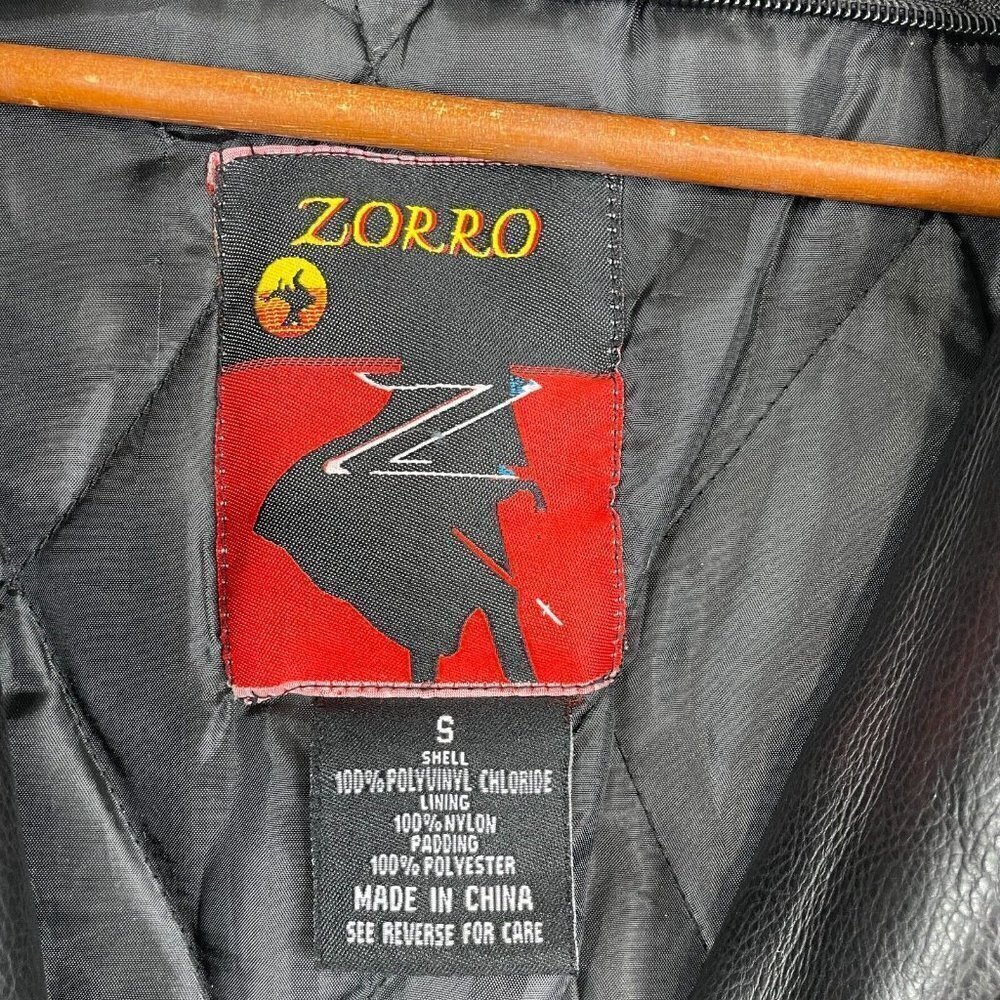 ZORRO
Z
S
SHELL
100% POLYVINYL CHLORIDE
LINING
100% NYLON
PADDING
100% POLYESTER
MADE IN CHINA
SEE REVERSE FOR CARE